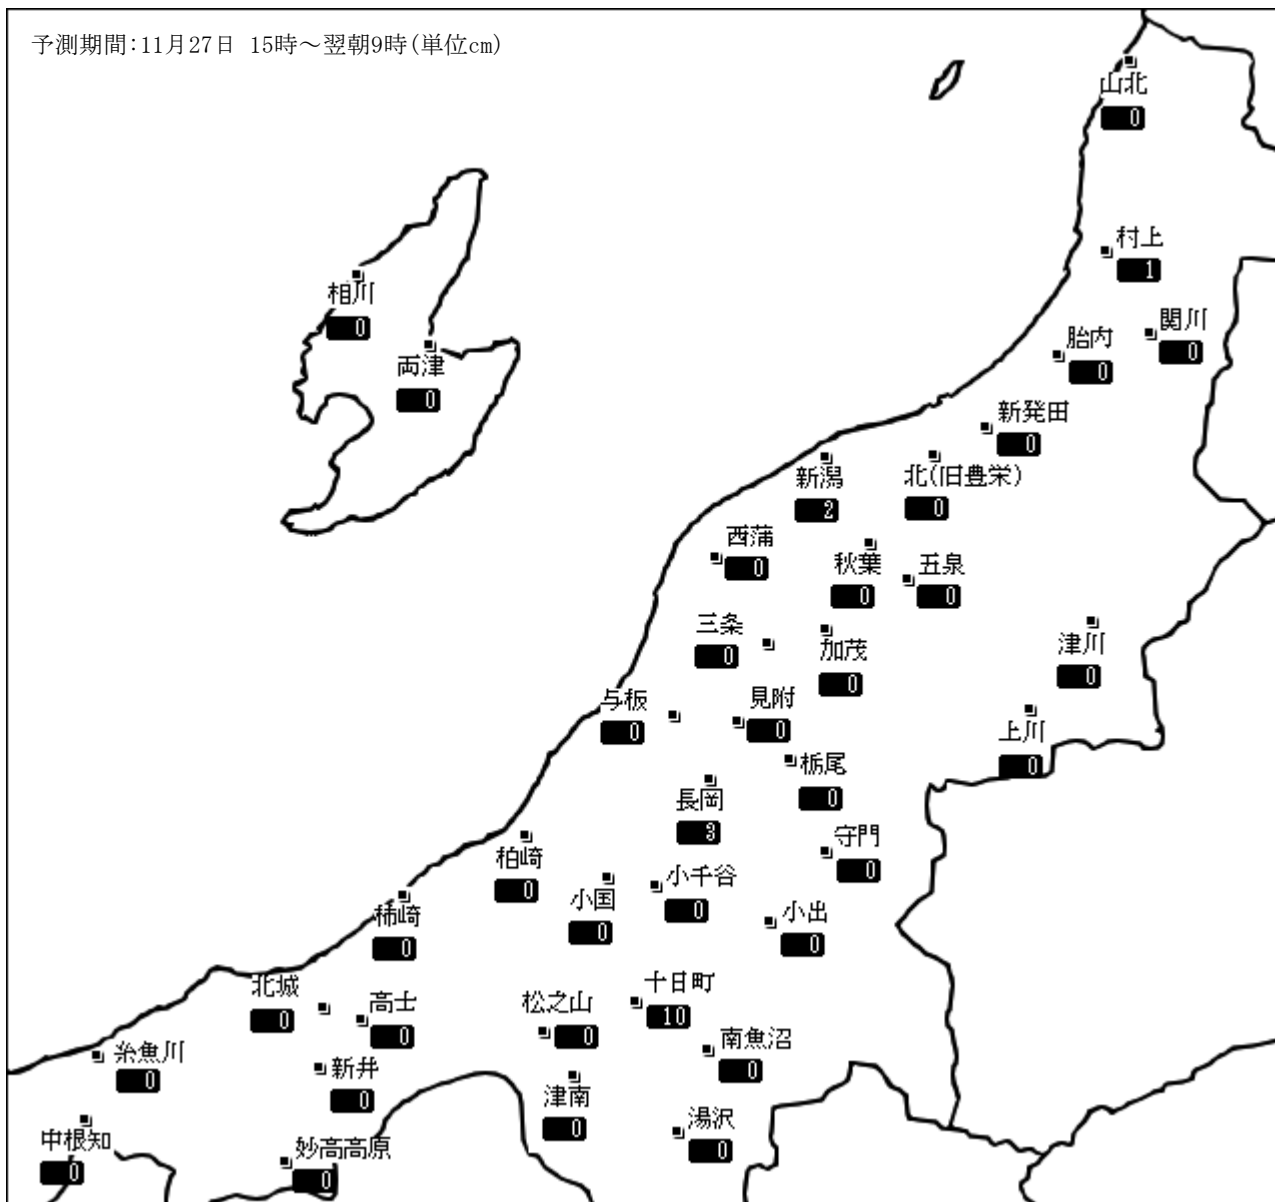 予測期間:11月27日 15時～翌朝9時(単位cm)
山北
0
村上
1
相川
0
関川
0
胎内
0
両津
0
新発田
0
新潟
2
北(旧豊栄)
0
西蒲
0
秋葉
0
五泉
0
三条
0
加茂
0
津川
0
与板
0
見附
0
上川
0
栃尾
0
長岡
3
守門
0
柏崎
0
小千谷
0
小国
0
小出
0
柿崎
0
北城
0
高士
0
松之山
0
十日町
10
南魚沼
0
糸魚川
0
新井
0
津南
0
湯沢
0
中根知
0
妙高高原
0